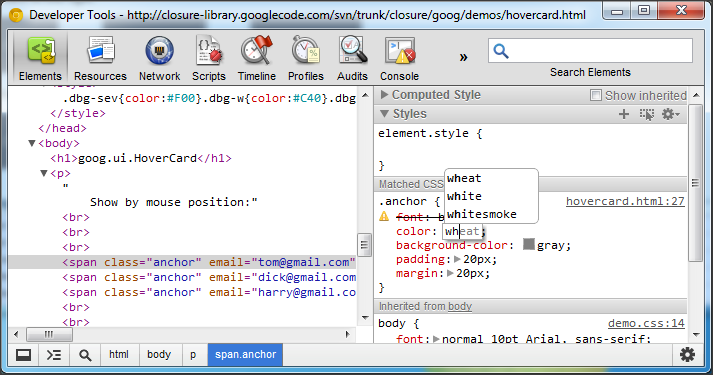 Developer Tools - http://closure-library.googlecode.com/svn/trunk/closure/goog/demos/hovercard.html
Elements Resources Network Scripts Timeline Profiles Audits Console » Search Elements
.dbg-sev{color:#F00}.dbg-w{color:#C40}.dbg
</style>
</head>
▼<body>
<h1>goog.ui.HoverCard</h1>
▼<p>
"
Show by mouse position:"
<br>
<br>
<br>
<span class="anchor" email="tom@gmail.com"
<span class="anchor" email="dick@gmail.com
<span class="anchor" email="harry@gmail.co
<br>
<br>
▶ Computed Style Show inherited
▼ Styles
element.style {
}
Matched CSS
.anchor { hovercard.html:27
font: b
color: wheat;
wheat
white
whitesmoke
background-color: gray;
padding: ▶ 20px;
margin: ▶ 20px;
}
Inherited from body
body { demo.css:14
font: ▶ normal 10pt Arial, sans-serif;
html body p span.anchor